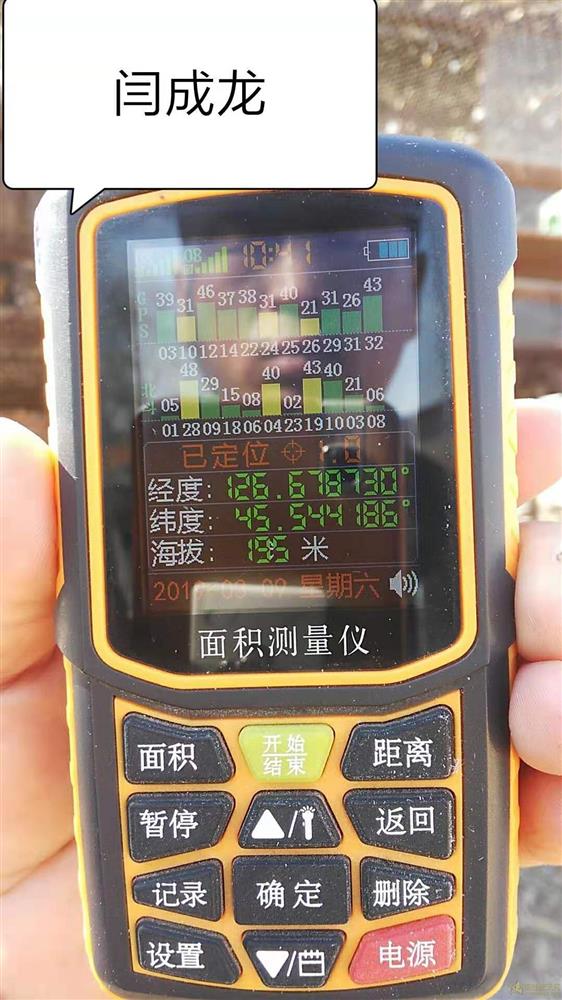 闫成龙
08 10:41
GPS
39 31 46 37 38 31 40 21 31 26 43
03 10 12 14 22 24 25 26 29 31 32
北斗
05 48 29 15 08 40 02 43 40 21 06
01 28 09 18 06 04 23 19 10 03 08
已定位 1.0
经度: 126.678730°
纬度: 45.544186°
海拔: 195 米
星期六
面积测量仪
面积 开始 结束 距离
暂停 ▲/ 返回
记录 确定 删除
设置 ▼/ 电源